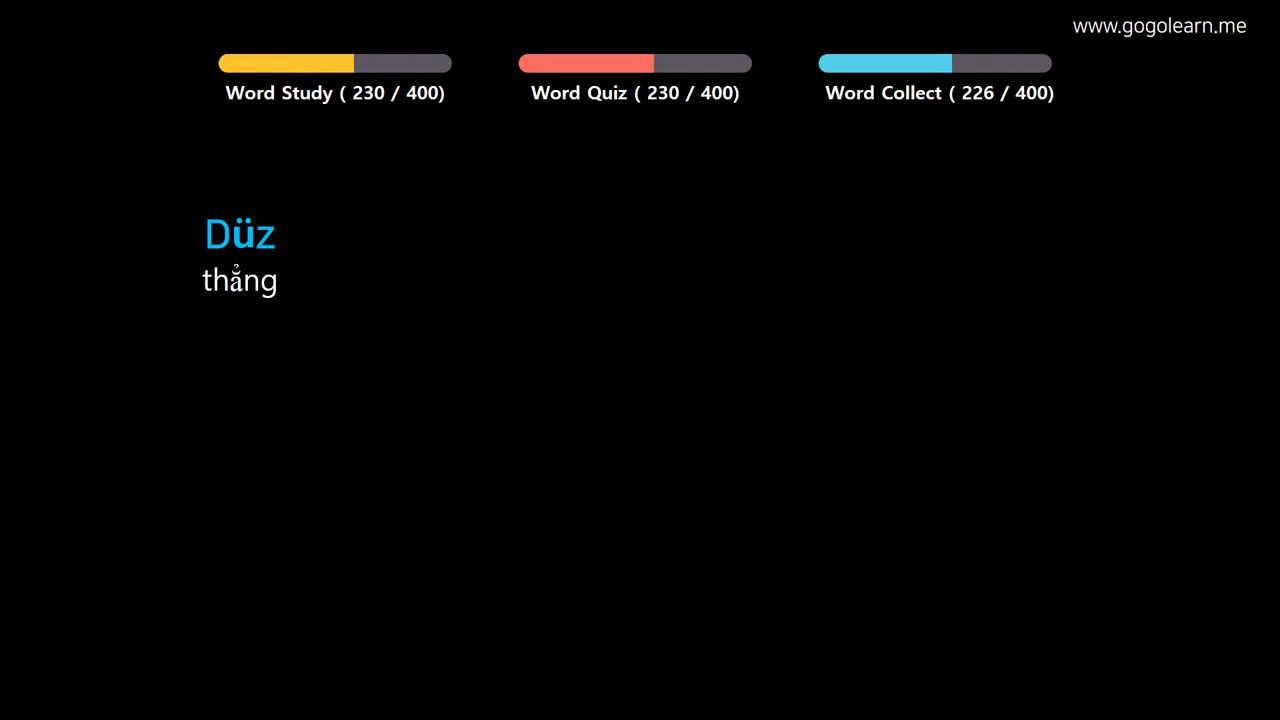 www.gogolearn.me
Word Study ( 230 / 400)
Word Quiz ( 230 / 400)
Word Collect ( 226 / 400)
Düz
thẳng